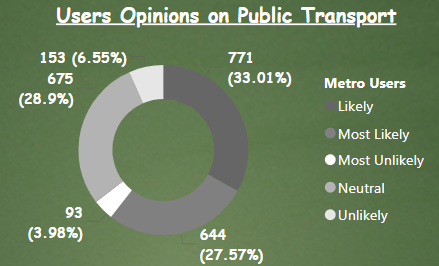 Users Opinions on Public Transport
153 (6.55%)
675
(28.9%)
771
(33.01%)
93
(3.98%)
644
(27.57%)
Metro Users
Likely
Most Likely
Most Unlikely
Neutral
Unlikely